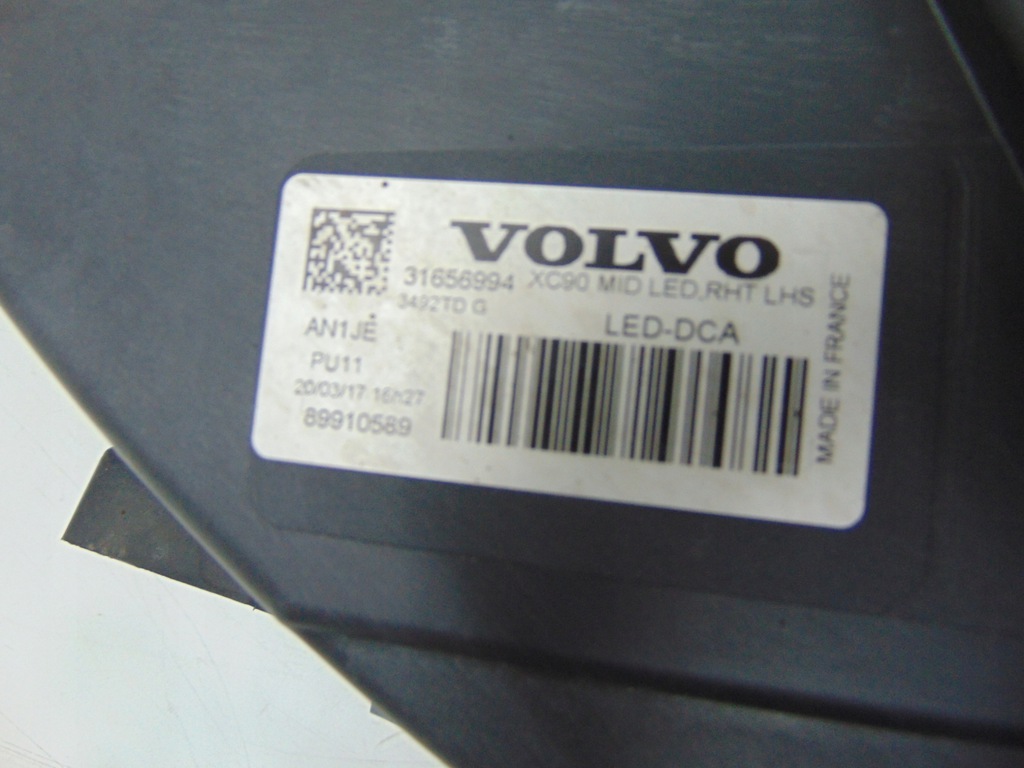 VOLVO
31656994 XC90 MID LED,RHT LHS
3492TD G
LED-DCA
AN1JE
PU11
20/03/17 16h27
89910589
MADE IN FRANCE